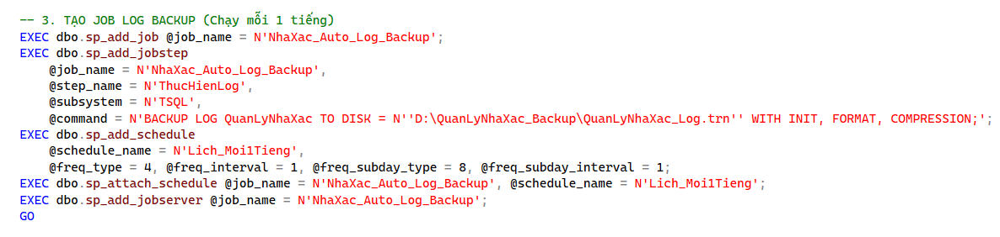 -- 3. TẠO JOB LOG BACKUP (Chạy mỗi 1 tiếng)
EXEC dbo.sp_add_job @job_name = N'NhaXac_Auto_Log_Backup';
EXEC dbo.sp_add_jobstep
    @job_name = N'NhaXac_Auto_Log_Backup',
    @step_name = N'ThucHienLog',
    @subsystem = N'TSQL',
    @command = N'BACKUP LOG QuanLyNhaXac TO DISK = N''D:\QuanLyNhaXac_Backup\QuanLyNhaXac_Log.trn'' WITH INIT, FORMAT, COMPRESSION;';
EXEC dbo.sp_add_schedule
    @schedule_name = N'Lich_Moi1Tieng',
    @freq_type = 4, @freq_interval = 1, @freq_subday_type = 8, @freq_subday_interval = 1;
EXEC dbo.sp_attach_schedule @job_name = N'NhaXac_Auto_Log_Backup', @schedule_name = N'Lich_Moi1Tieng';
EXEC dbo.sp_add_jobserver @job_name = N'NhaXac_Auto_Log_Backup';
GO